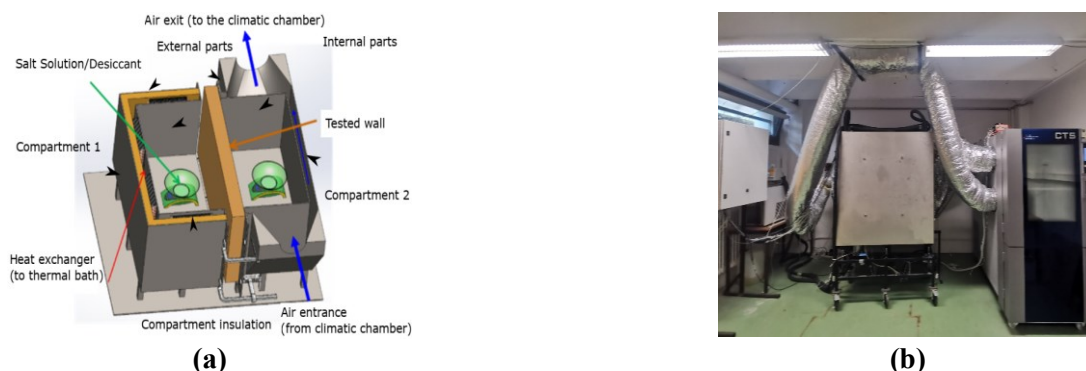 Air exit (to the climatic chamber)
External parts
Internal parts
Salt Solution/Desiccant
Tested wall
Compartment 1
Compartment 2
Heat exchanger
(to thermal bath)
Compartment insulation
Air entrance
(from climatic chamber)
CTS
(a)
(b)